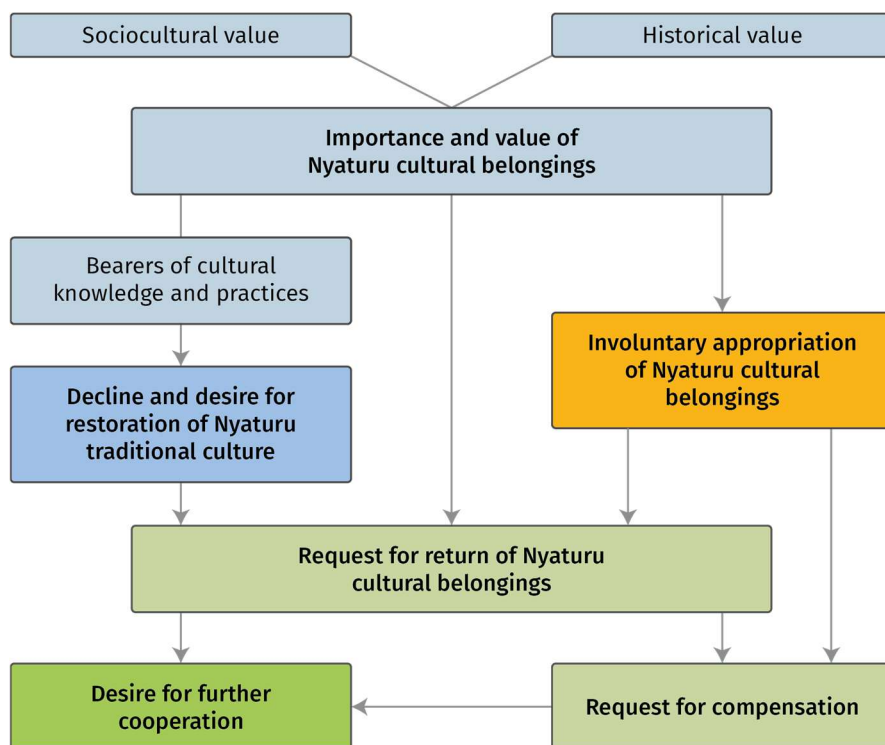 Sociocultural value
Historical value
Importance and value of
Nyaturu cultural belongings
Bearers of cultural
knowledge and practices
Involuntary appropriation
of Nyaturu cultural
belongings
Decline and desire for
restoration of Nyaturu
traditional culture
Request for return of Nyaturu
cultural belongings
Desire for further
cooperation
Request for compensation